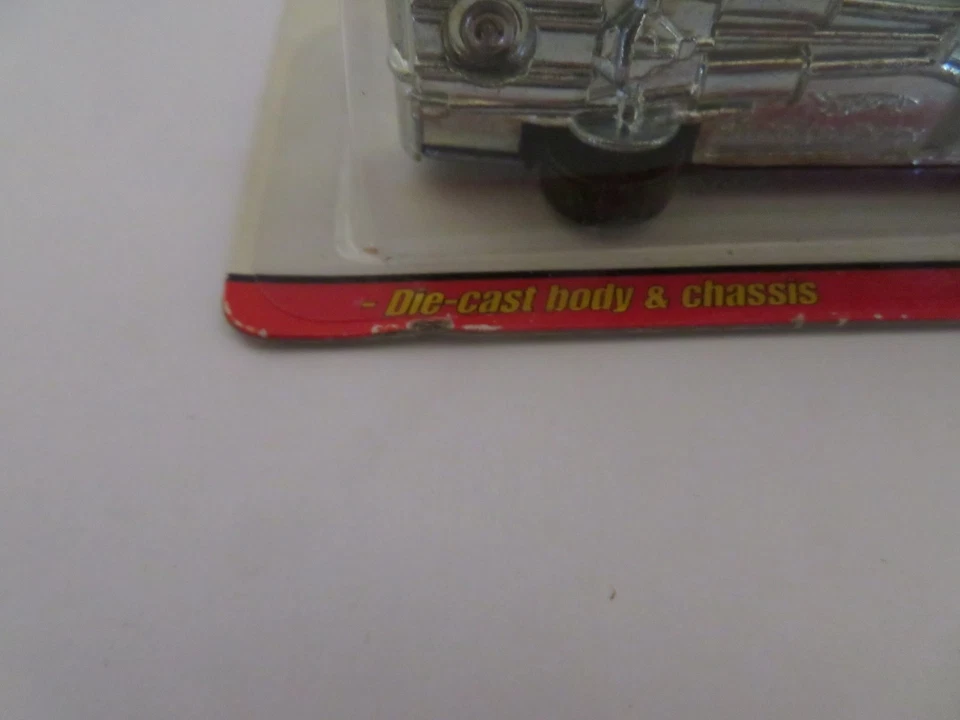 - Die-cast body & chassis